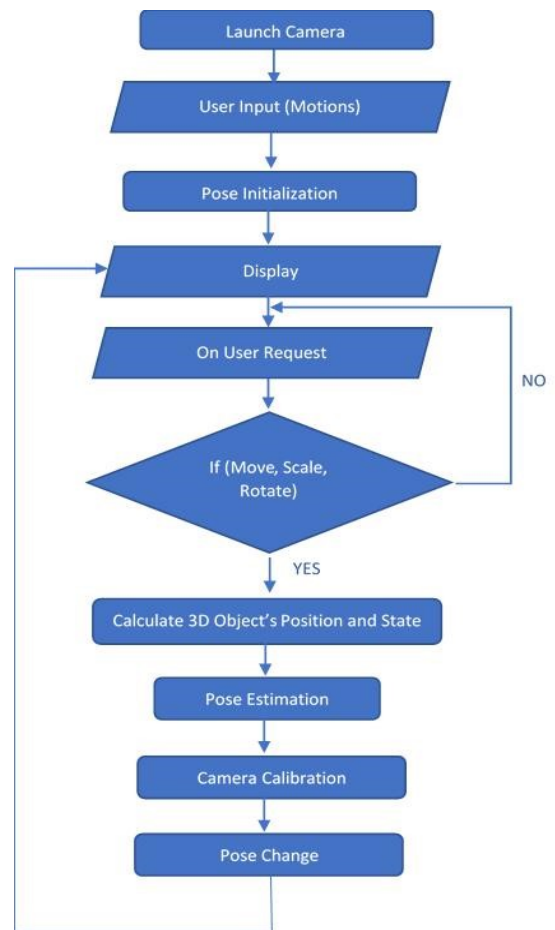 Launch Camera
User Input (Motions)
Pose Initialization
Display
On User Request
NO
If (Move, Scale,
Rotate)
YES
Calculate 3D Object's Position and State
Pose Estimation
Camera Calibration
Pose Change